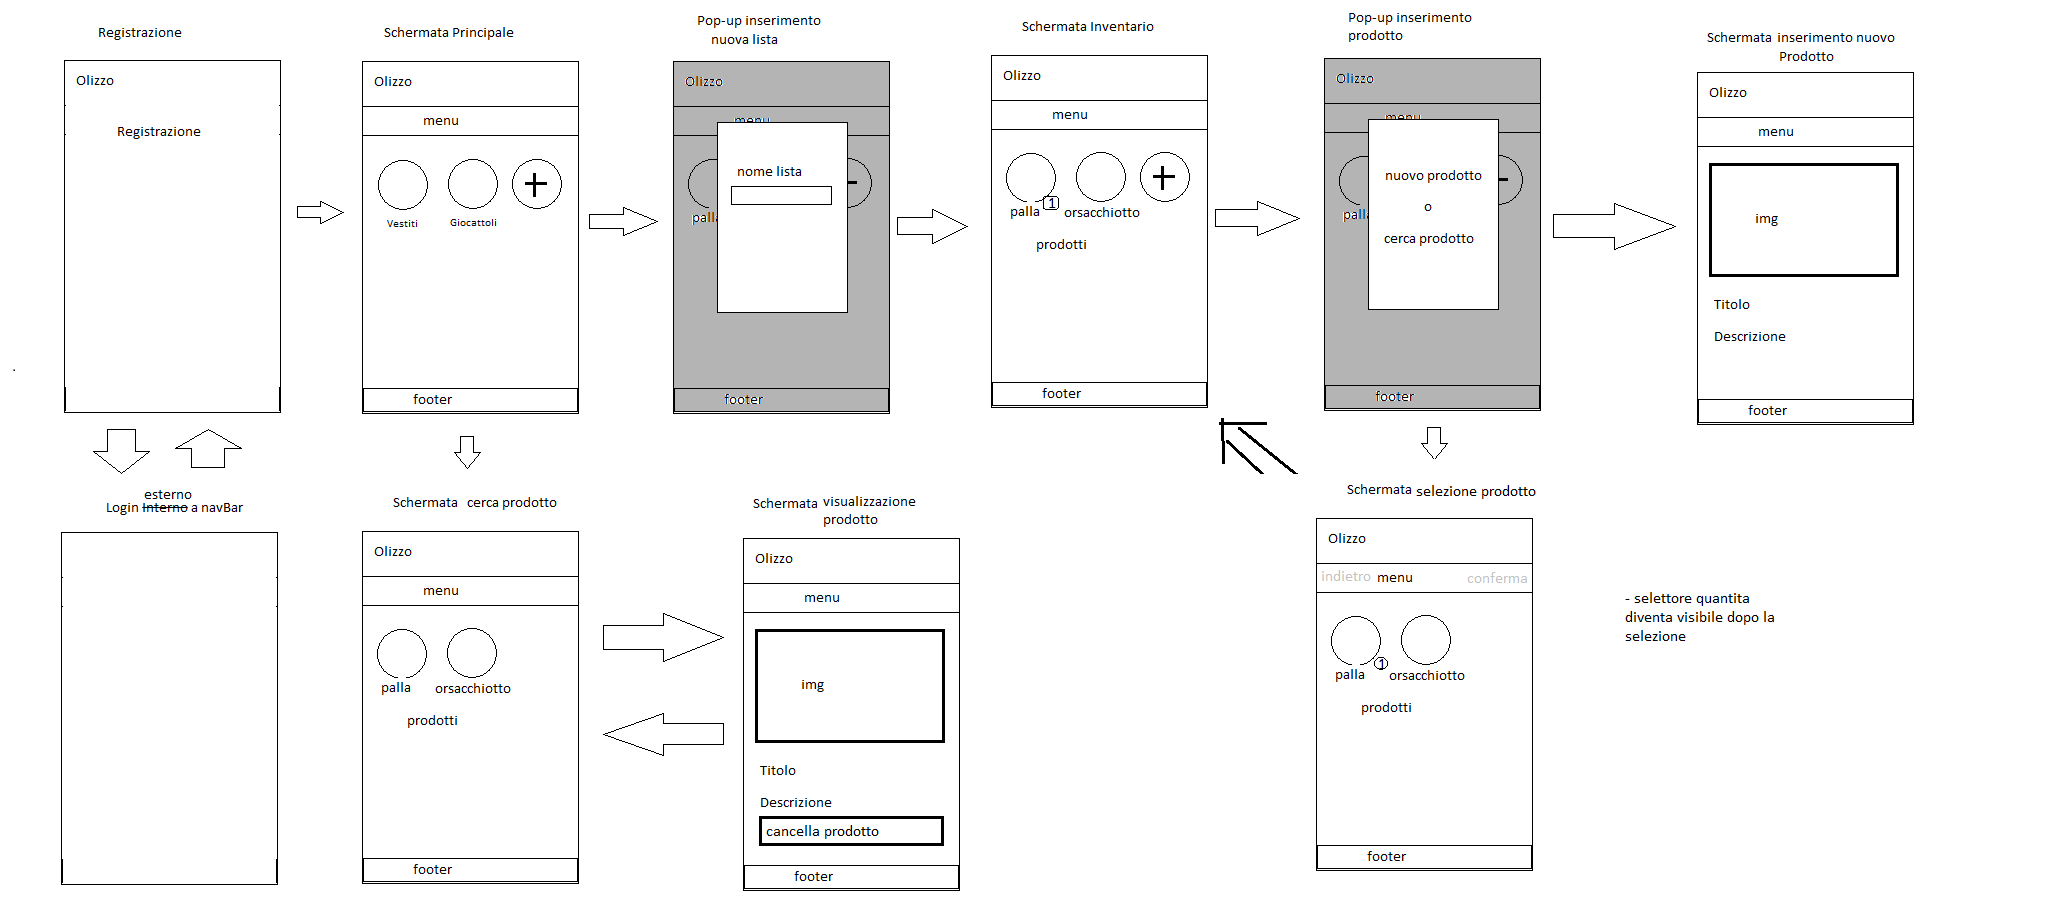 Registrazione
Olizzo
Registrazione
Schermata Principale
Olizzo
menu
Vestiti
Giocattoli
footer
Pop-up inserimento
nuova lista
Olizzo
menu
nome lista
palla
footer
Schermata Inventario
Olizzo
menu
palla 1 orsacchiotto
prodotti
footer
Pop-up inserimento
prodotto
Olizzo
menu
nuovo prodotto
o
palla
cerca prodotto
footer
Schermata inserimento nuovo
Prodotto
Olizzo
menu
img
Titolo
Descrizione
footer
esterno
Login Interno a navBar
Schermata cerca prodotto
Olizzo
menu
palla orsacchiotto
prodotti
footer
Schermata visualizzazione
prodotto
Olizzo
menu
img
Titolo
Descrizione
cancella prodotto
footer
Schermata selezione prodotto
Olizzo
indietro menu conferma
1
palla orsacchiotto
prodotti
footer
- selettore quantita
diventa visibile dopo la
selezione